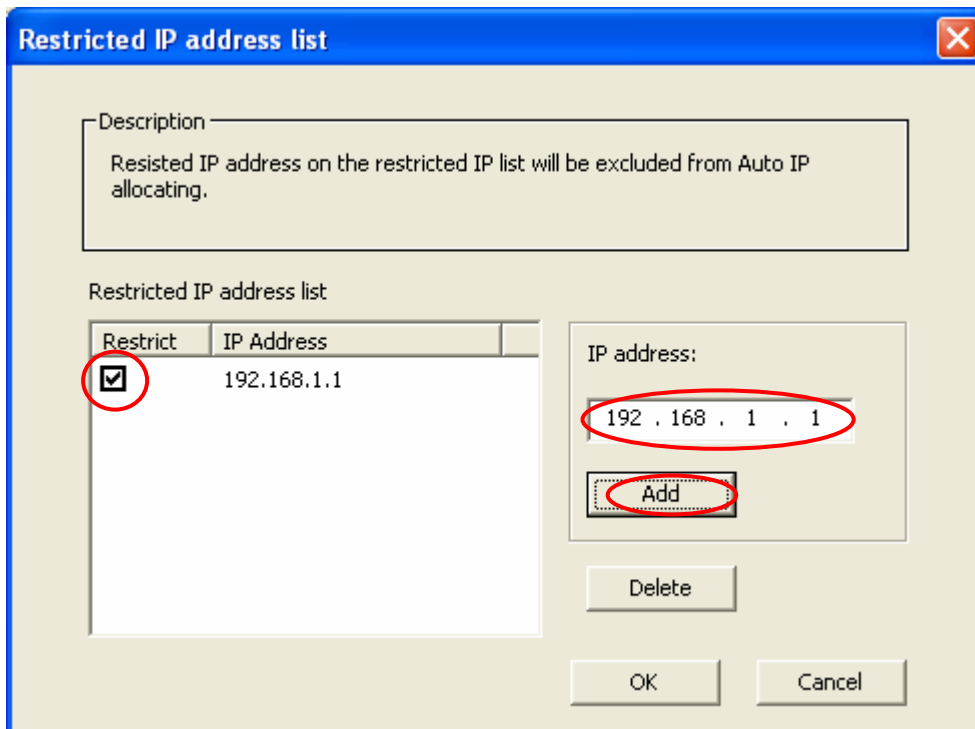 Restricted IP address list
Description
Resisted IP address on the restricted IP list will be excluded from Auto IP
allocating.
Restricted IP address list
Restrict IP Address
192.168.1.1
IP address:
192 . 168 . 1 . 1
Add
Delete
OK Cancel